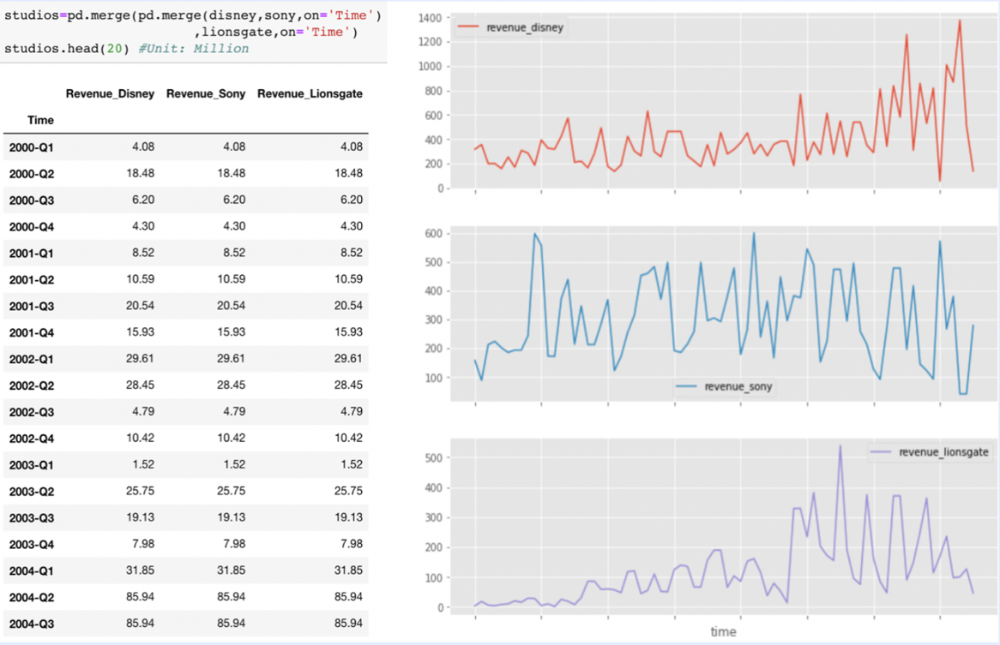 studios=pd.merge(pd.merge(disney,sony,on='Time')
,lionsgate,on='Time')
studios.head(20) #Unit: Million
Revenue_Disney Revenue_Sony Revenue_Lionsgate
Time
2000-Q1 4.08 4.08 4.08
2000-Q2 18.48 18.48 18.48
2000-Q3 6.20 6.20 6.20
2000-Q4 4.30 4.30 4.30
2001-Q1 8.52 8.52 8.52
2001-Q2 10.59 10.59 10.59
2001-Q3 20.54 20.54 20.54
2001-Q4 15.93 15.93 15.93
2002-Q1 29.61 29.61 29.61
2002-Q2 28.45 28.45 28.45
2002-Q3 4.79 4.79 4.79
2002-Q4 10.42 10.42 10.42
2003-Q1 1.52 1.52 1.52
2003-Q2 25.75 25.75 25.75
2003-Q3 19.13 19.13 19.13
2003-Q4 7.98 7.98 7.98
2004-Q1 31.85 31.85 31.85
2004-Q2 85.94 85.94 85.94
2004-Q3 85.94 85.94 85.94
1400
revenue_disney
1200
1000
800
600
400
200
0
600
500
400
300
200
100
revenue_sony
500
revenue_lionsgate
400
300
200
100
0
time